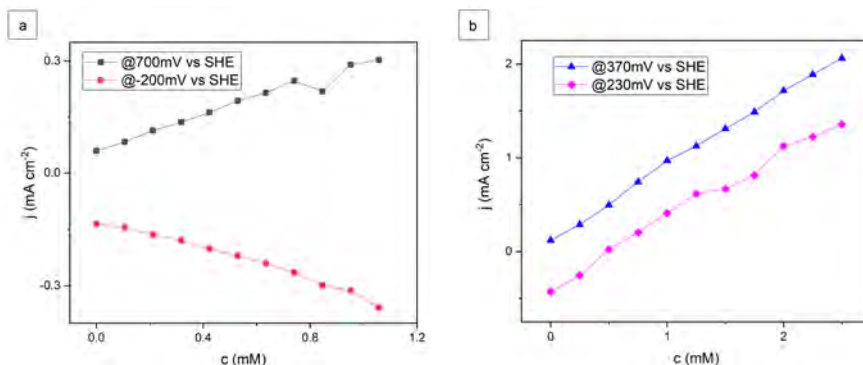 a
@700mV vs SHE
@-200mV vs SHE
0.3
0.0
-0.3
j (mA cm-2)
0.0 0.4 0.8 1.2
c (mM)
b
@370mV vs SHE
@230mV vs SHE
2
1
0
j (mA cm-2)
0 1 2
c (mM)